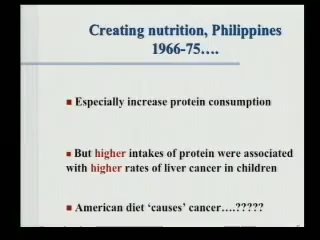 Creating nutrition, Philippines
1966-75….
Especially increase protein consumption
But higher intakes of protein were associated
with higher rates of liver cancer in children
American diet ‘causes’ cancer….?????